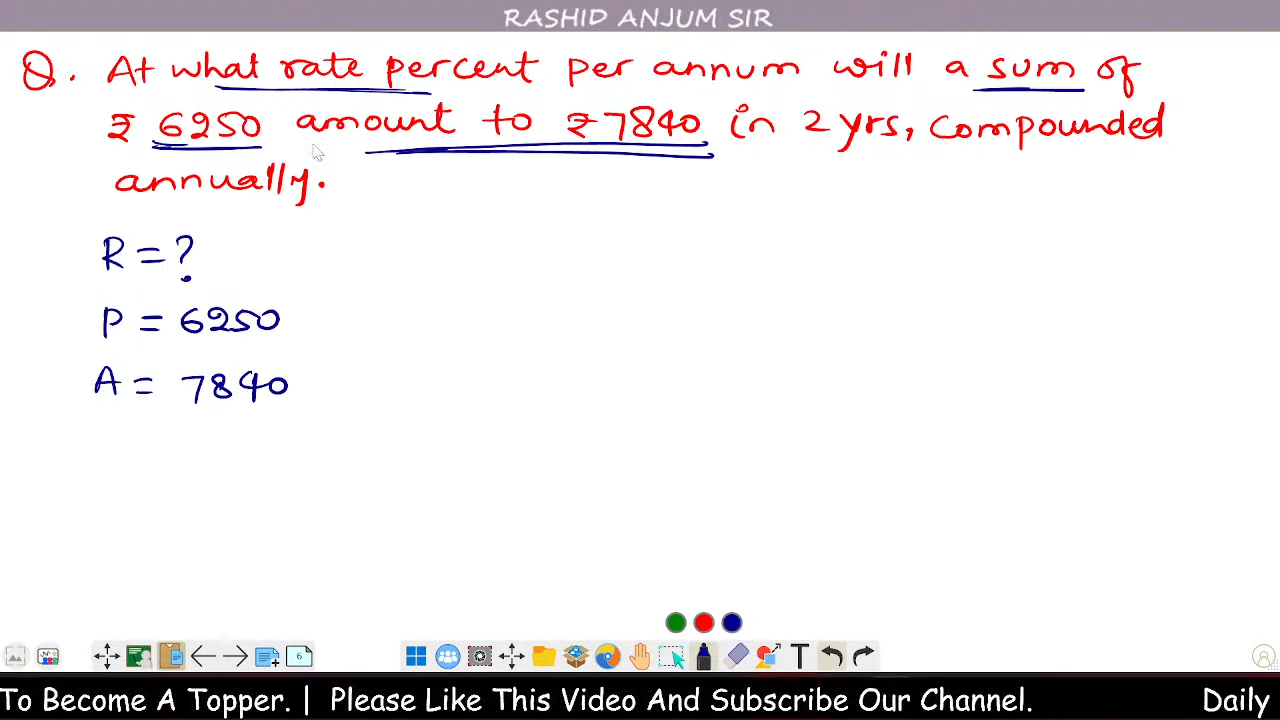 RASHID ANJUM SIR
Q. At what rate percent per annum will a sum of
₹ 6250 amount to ₹ 7840 in 2 yrs, compounded
annually.
R = ?
P = 6250
A = 7840
6
T
To Become A Topper. | Please Like This Video And Subscribe Our Channel. Daily